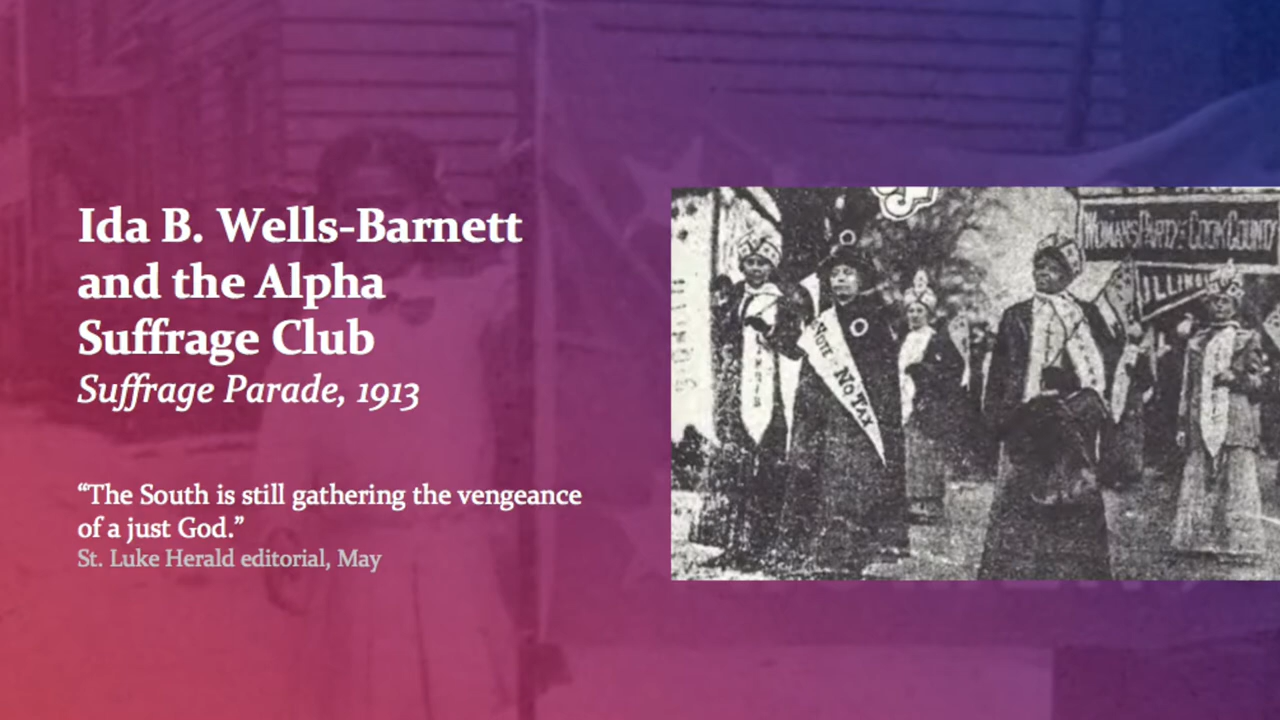 Ida B. Wells-Barnett
and the Alpha
Suffrage Club
Suffrage Parade, 1913
“The South is still gathering the vengeance
of a just God.”
St. Luke Herald editorial, May
WOMAN'S PARTY-COOK COUNTY
ILLINOI
VOTE NO TAX